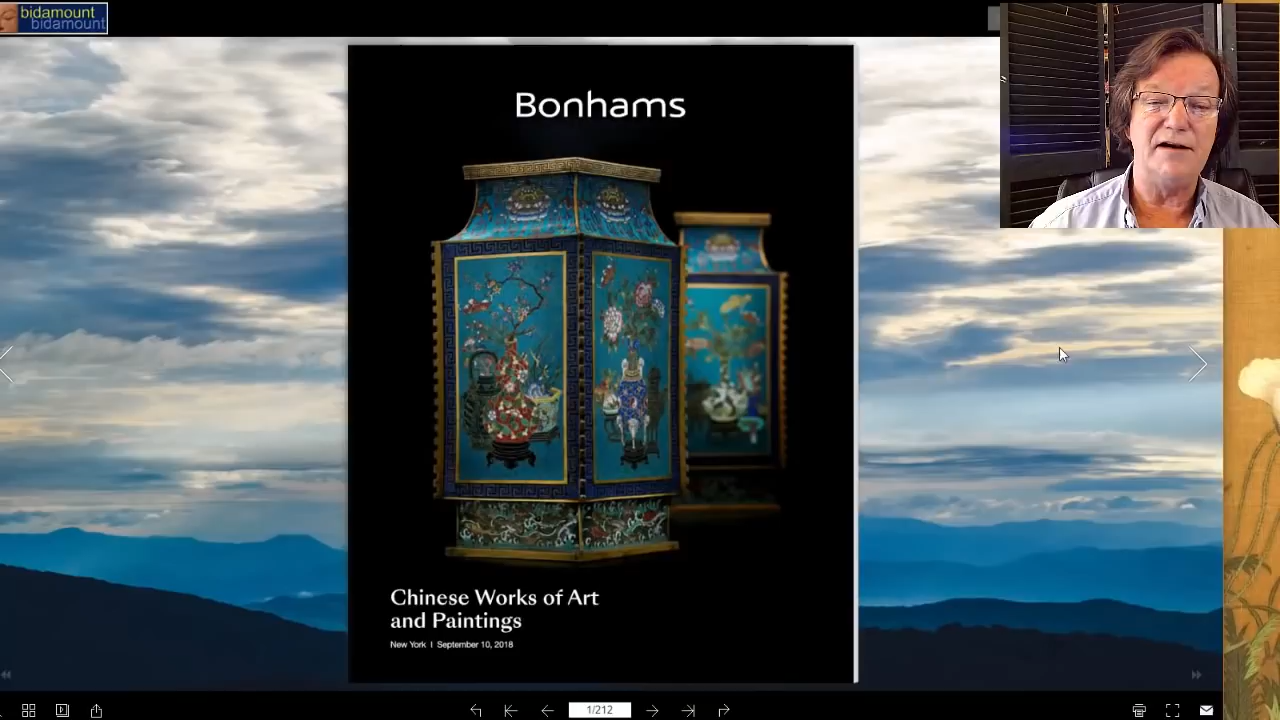 bidamount
bidamount
Bonhams
Chinese Works of Art
and Paintings
New York I September 10, 2018
1/212